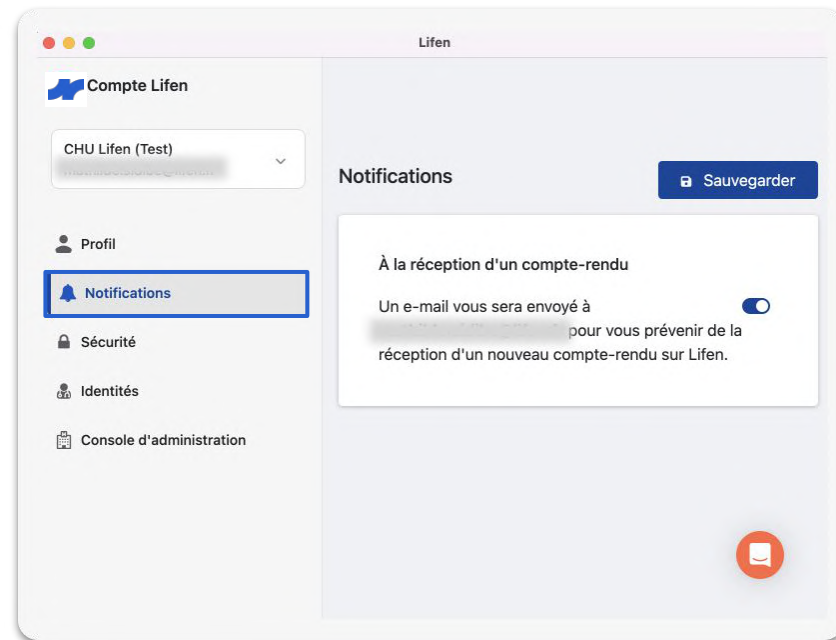 Lifen
Compte Lifen
CHU Lifen (Test)
Profil
Notifications
Sécurité
Identités
Console d'administration
Notifications
Sauvegarder
À la réception d'un compte-rendu
Un e-mail vous sera envoyé à
pour vous prévenir de la
réception d'un nouveau compte-rendu sur Lifen.